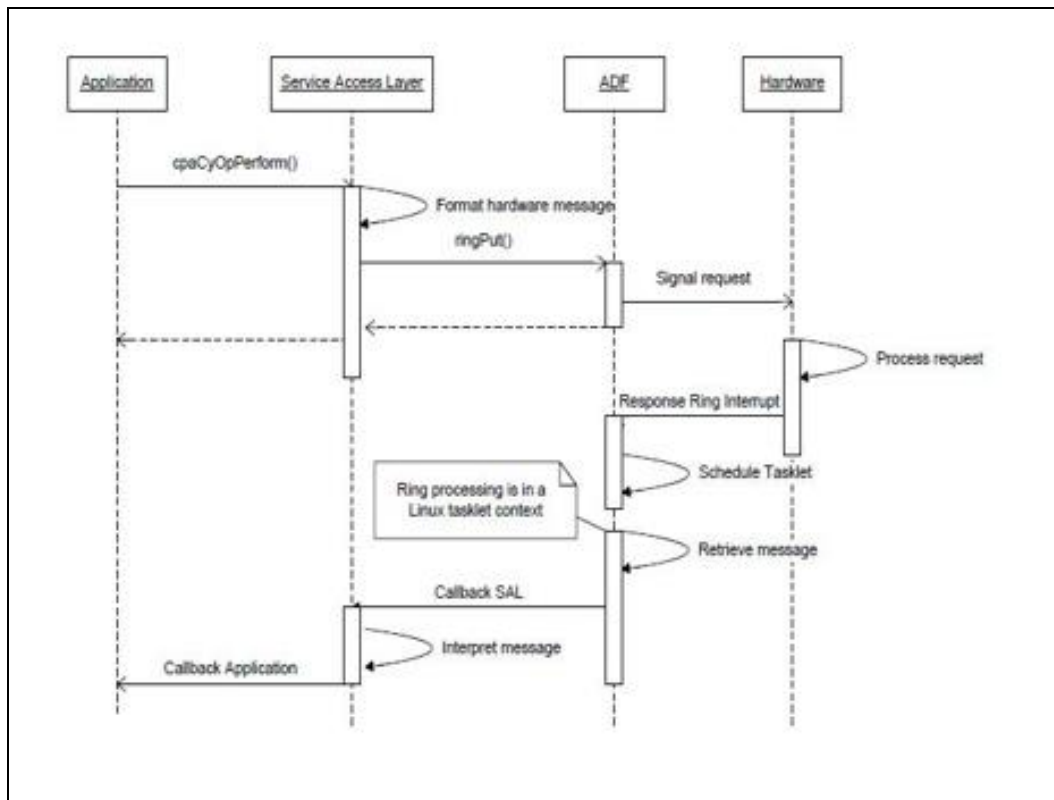 Application
Service Access Layer
ADF
Hardware
cpaCyOpPerform()
Format hardware message
ringPut()
Signal request
Process request
Response Ring Interrupt
Schedule Tasklet
Ring processing is in a
Linux tasklet context
Retrieve message
Callback SAL
Interpret message
Callback Application